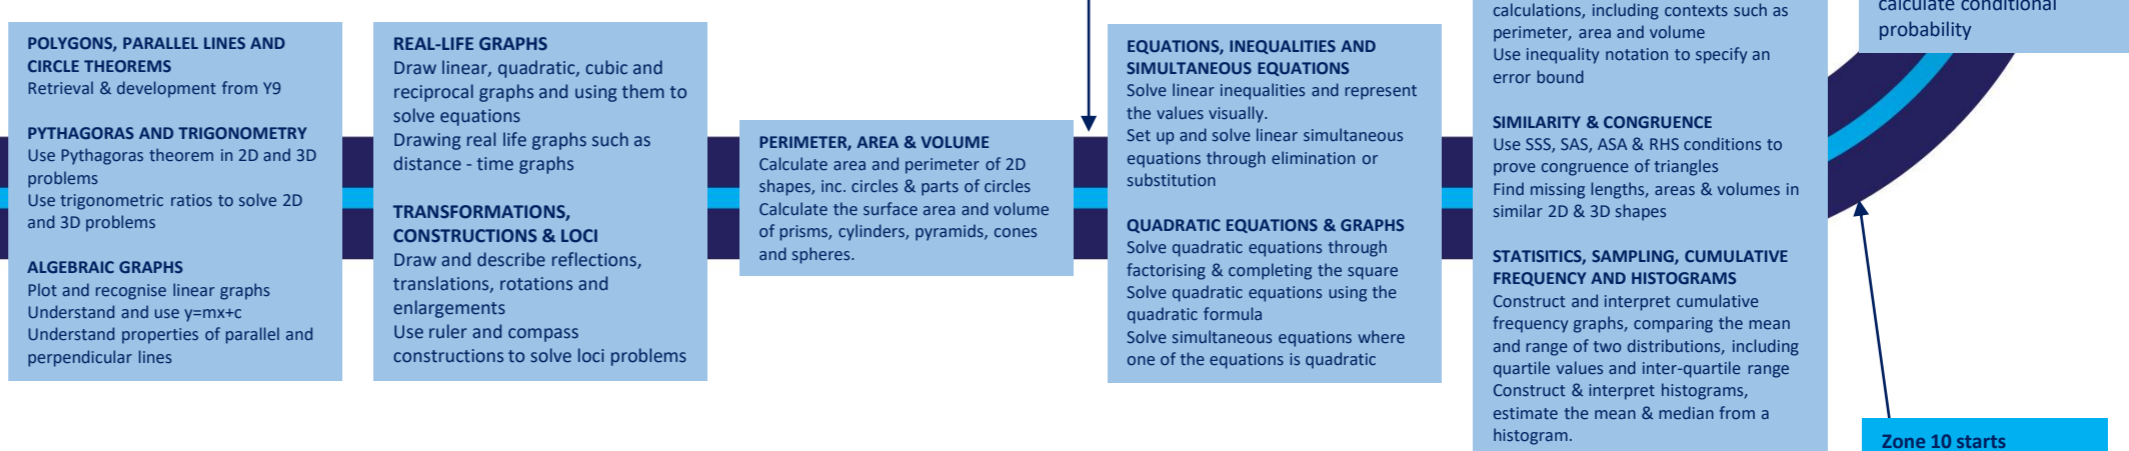 POLYGONS, PARALLEL LINES AND
CIRCLE THEOREMS
Retrieval & development from Y9
PYTHAGORAS AND TRIGONOMETRY
Use Pythagoras theorem in 2D and 3D
problems
Use trigonometric ratios to solve 2D
and 3D problems
ALGEBRAIC GRAPHS
Plot and recognise linear graphs
Understand and use y=mx+c
Understand properties of parallel and
perpendicular lines
REAL-LIFE GRAPHS
Draw linear, quadratic, cubic and
reciprocal graphs and using them to
solve equations
Drawing real life graphs such as
distance - time graphs
TRANSFORMATIONS,
CONSTRUCTIONS & LOCI
Draw and describe reflections,
translations, rotations and
enlargements
Use ruler and compass
constructions to solve loci problems
PERIMETER, AREA & VOLUME
Calculate area and perimeter of 2D
shapes, inc. circles & parts of circles
Calculate the surface area and volume
of prisms, cylinders, pyramids, cones
and spheres.
EQUATIONS, INEQUALITIES AND
SIMULTANEOUS EQUATIONS
Solve linear inequalities and represent
the values visually.
Set up and solve linear simultaneous
equations through elimination or
substitution
QUADRATIC EQUATIONS & GRAPHS
Solve quadratic equations through
factorising & completing the square
Solve quadratic equations using the
quadratic formula
Solve simultaneous equations where
one of the equations is quadratic
calculations, including contexts such as
perimeter, area and volume
Use inequality notation to specify an
error bound
SIMILARITY & CONGRUENCE
Use SSS, SAS, ASA & RHS conditions to
prove congruence of triangles
Find missing lengths, areas & volumes in
similar 2D & 3D shapes
STATISITICS, SAMPLING, CUMULATIVE
FREQUENCY AND HISTOGRAMS
Construct and interpret cumulative
frequency graphs, comparing the mean
and range of two distributions, including
quartile values and inter-quartile range
Construct & interpret histograms,
estimate the mean & median from a
histogram.
calculate conditional
probability
Zone 10 starts